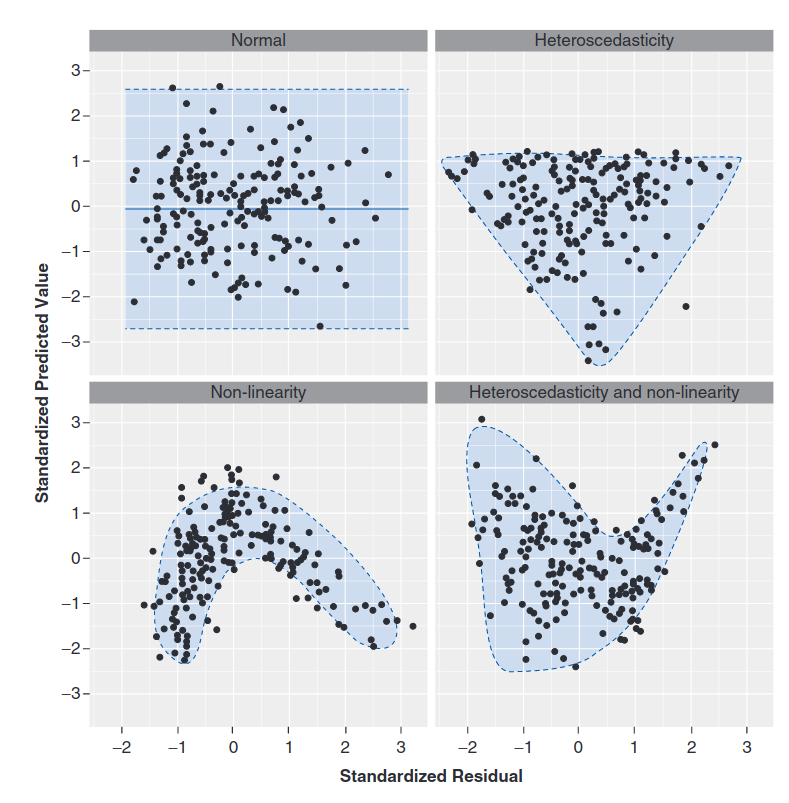 Normal
Heteroscedasticity
3
2
1
0
−1
−2
−3
Non-linearity
Heteroscedasticity and non-linearity
3
2
1
0
−1
−2
−3
−2 −1 0 1 2 3
−2 −1 0 1 2 3
Standardized Predicted Value
Standardized Residual